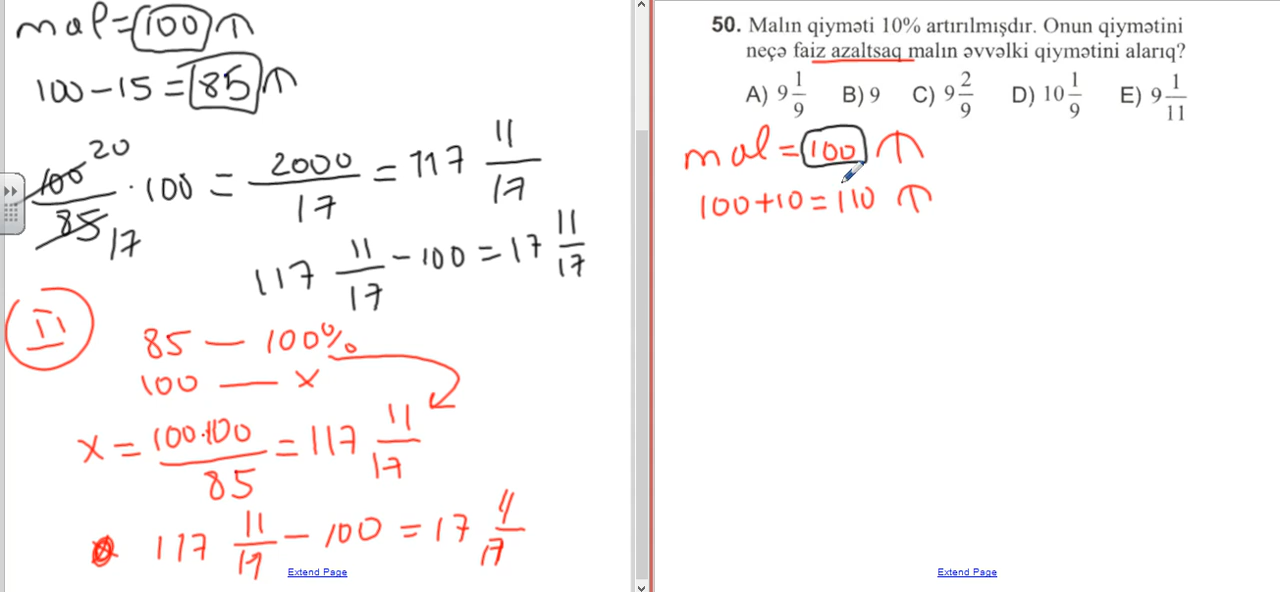 mal = 100 ↑
100 - 15 = 85 ↑
100 20 / 85 17 · 100 = 2000/17 = 117 11/17
117 11/17 - 100 = 17 11/17
II
85 — 100%
100 — x
x = 100·100/85 = 117 11/17
117 11/17 - 100 = 17 11/17
Extend Page
50. Malın qiyməti 10% artırılmışdır. Onun qiymətini
neçə faiz azaltsaq malın əvvəlki qiymətini alarıq?
A) 9 1/9 B) 9 C) 9 2/9 D) 10 1/9 E) 9 1/11
mal = 100 ↑
100+10 = 110 ↑
Extend Page